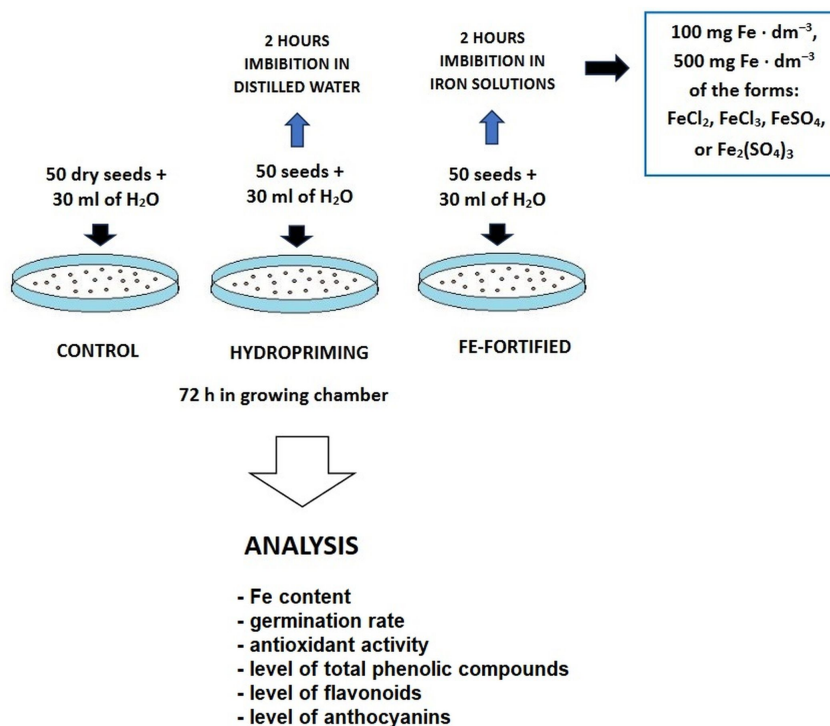 2 HOURS
IMBIBITION IN
DISTILLED WATER
2 HOURS
IMBIBITION IN
IRON SOLUTIONS
100 mg Fe · dm⁻³,
500 mg Fe · dm⁻³
of the forms:
FeCl₂, FeCl₃, FeSO₄,
or Fe₂(SO₄)₃
50 dry seeds +
30 ml of H₂O
50 seeds +
30 ml of H₂O
50 seeds +
30 ml of H₂O
CONTROL
HYDROPRIMING
FE-FORTIFIED
72 h in growing chamber
ANALYSIS
- Fe content
- germination rate
- antioxidant activity
- level of total phenolic compounds
- level of flavonoids
- level of anthocyanins